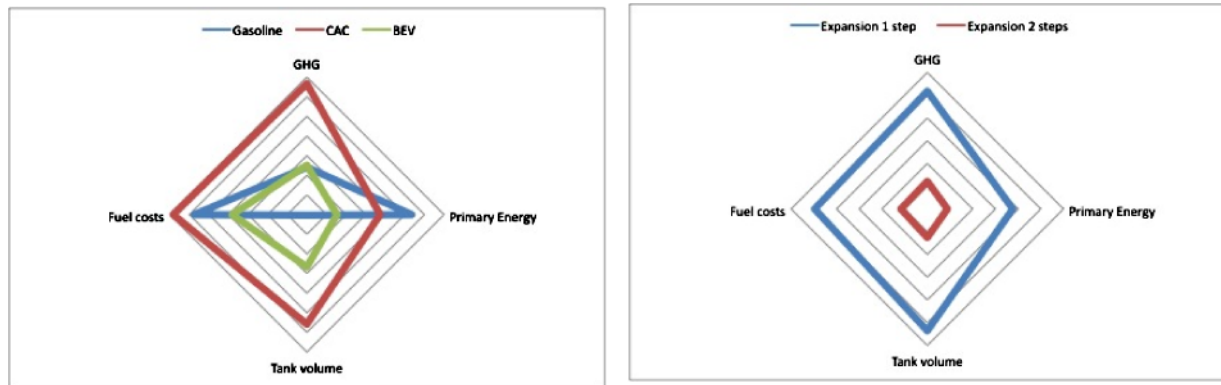 Gasoline CAC BEV
GHG
Fuel costs
Primary Energy
Tank volume
Expansion 1 step Expansion 2 steps
GHG
Fuel costs
Primary Energy
Tank volume